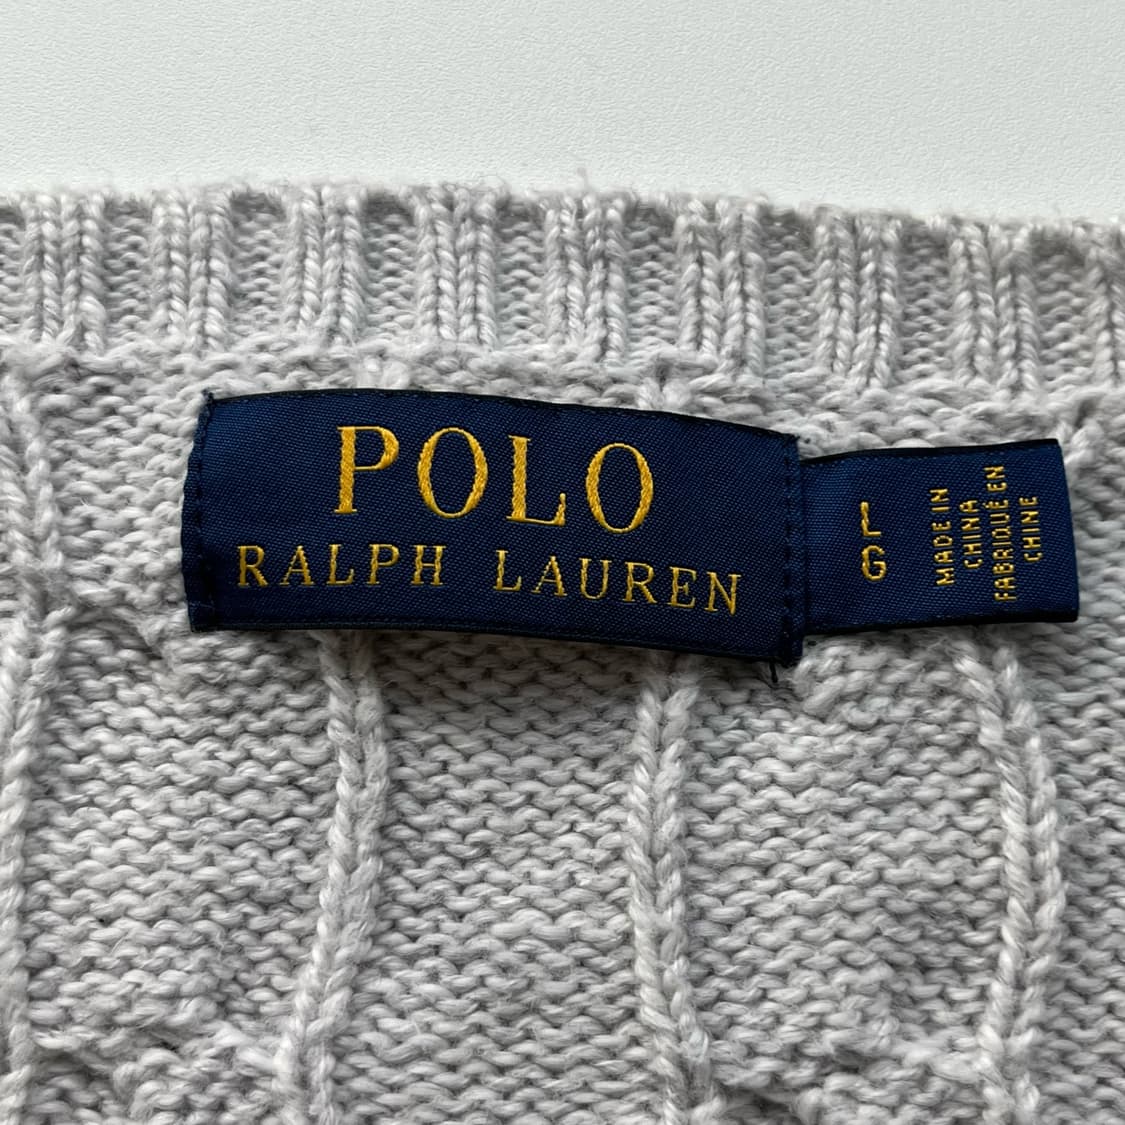 POLO
RALPH LAUREN
L
G
MADE IN
CHINA
FABRIQUÉ EN
CHINE